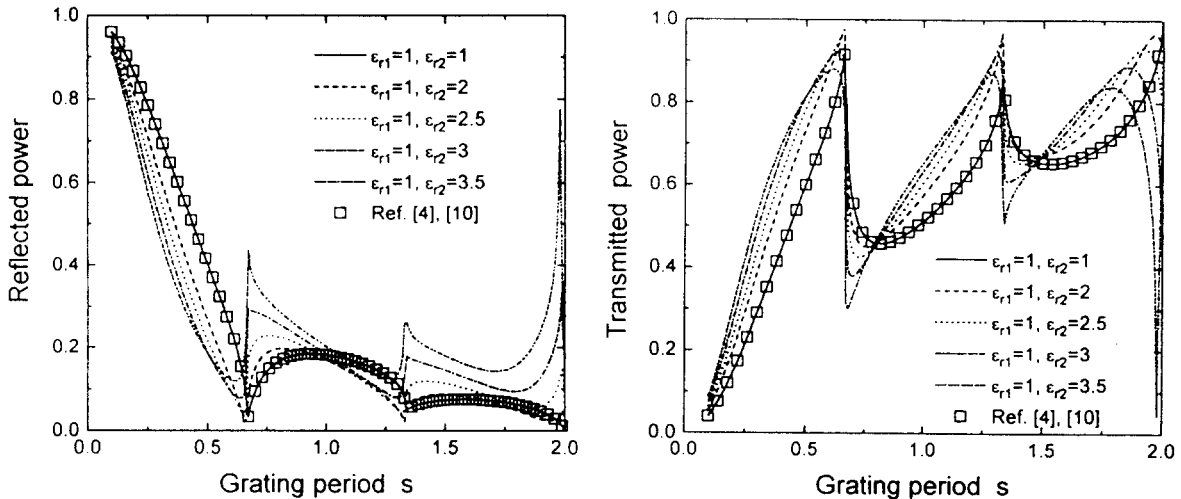 1.0
0.8
0.6
0.4
0.2
0.0
Reflected power
εr1=1, εr2=1
εr1=1, εr2=2
εr1=1, εr2=2.5
εr1=1, εr2=3
εr1=1, εr2=3.5
Ref. [4], [10]
0.0 0.5 1.0 1.5 2.0
Grating period s
1.0
0.8
0.6
0.4
0.2
0.0
Transmitted power
εr1=1, εr2=1
εr1=1, εr2=2
εr1=1, εr2=2.5
εr1=1, εr2=3
εr1=1, εr2=3.5
Ref. [4], [10]
0.0 0.5 1.0 1.5 2.0
Grating period s